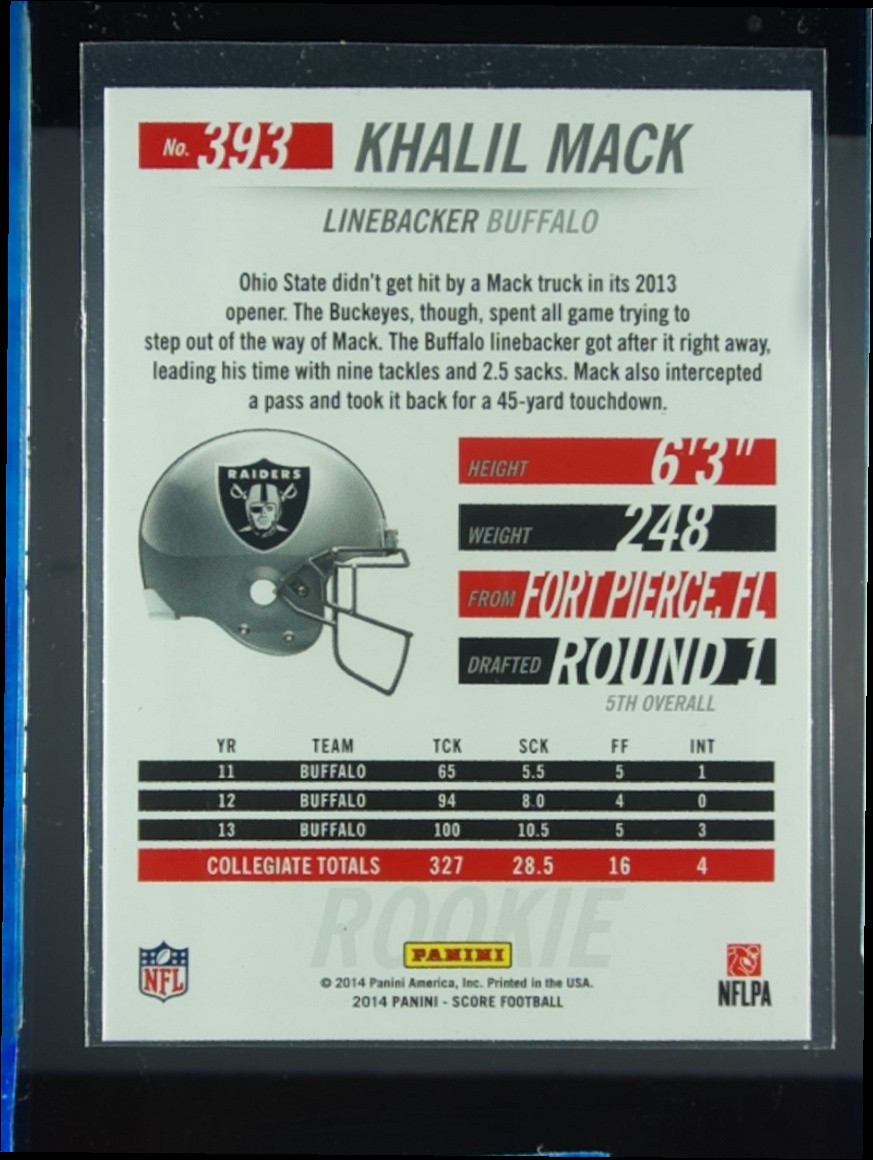 No. 393 KHALIL MACK
LINEBACKER BUFFALO
Ohio State didn't get hit by a Mack truck in its 2013
opener. The Buckeyes, though, spent all game trying to
step out of the way of Mack. The Buffalo linebacker got after it right away,
leading his time with nine tackles and 2.5 sacks. Mack also intercepted
a pass and took it back for a 45-yard touchdown.
RAIDERS
HEIGHT 6'3"
WEIGHT 248
FROM FORT PIERCE, FL
DRAFTED ROUND 1
5TH OVERALL
YR TEAM TCK SCK FF INT
11 BUFFALO 65 5.5 5 1
12 BUFFALO 94 8.0 4 0
13 BUFFALO 100 10.5 5 3
COLLEGIATE TOTALS 327 28.5 16 4
ROOKIE
NFL
PANINI
© 2014 Panini America, Inc. Printed in the USA.
2014 PANINI - SCORE FOOTBALL
NFLPA